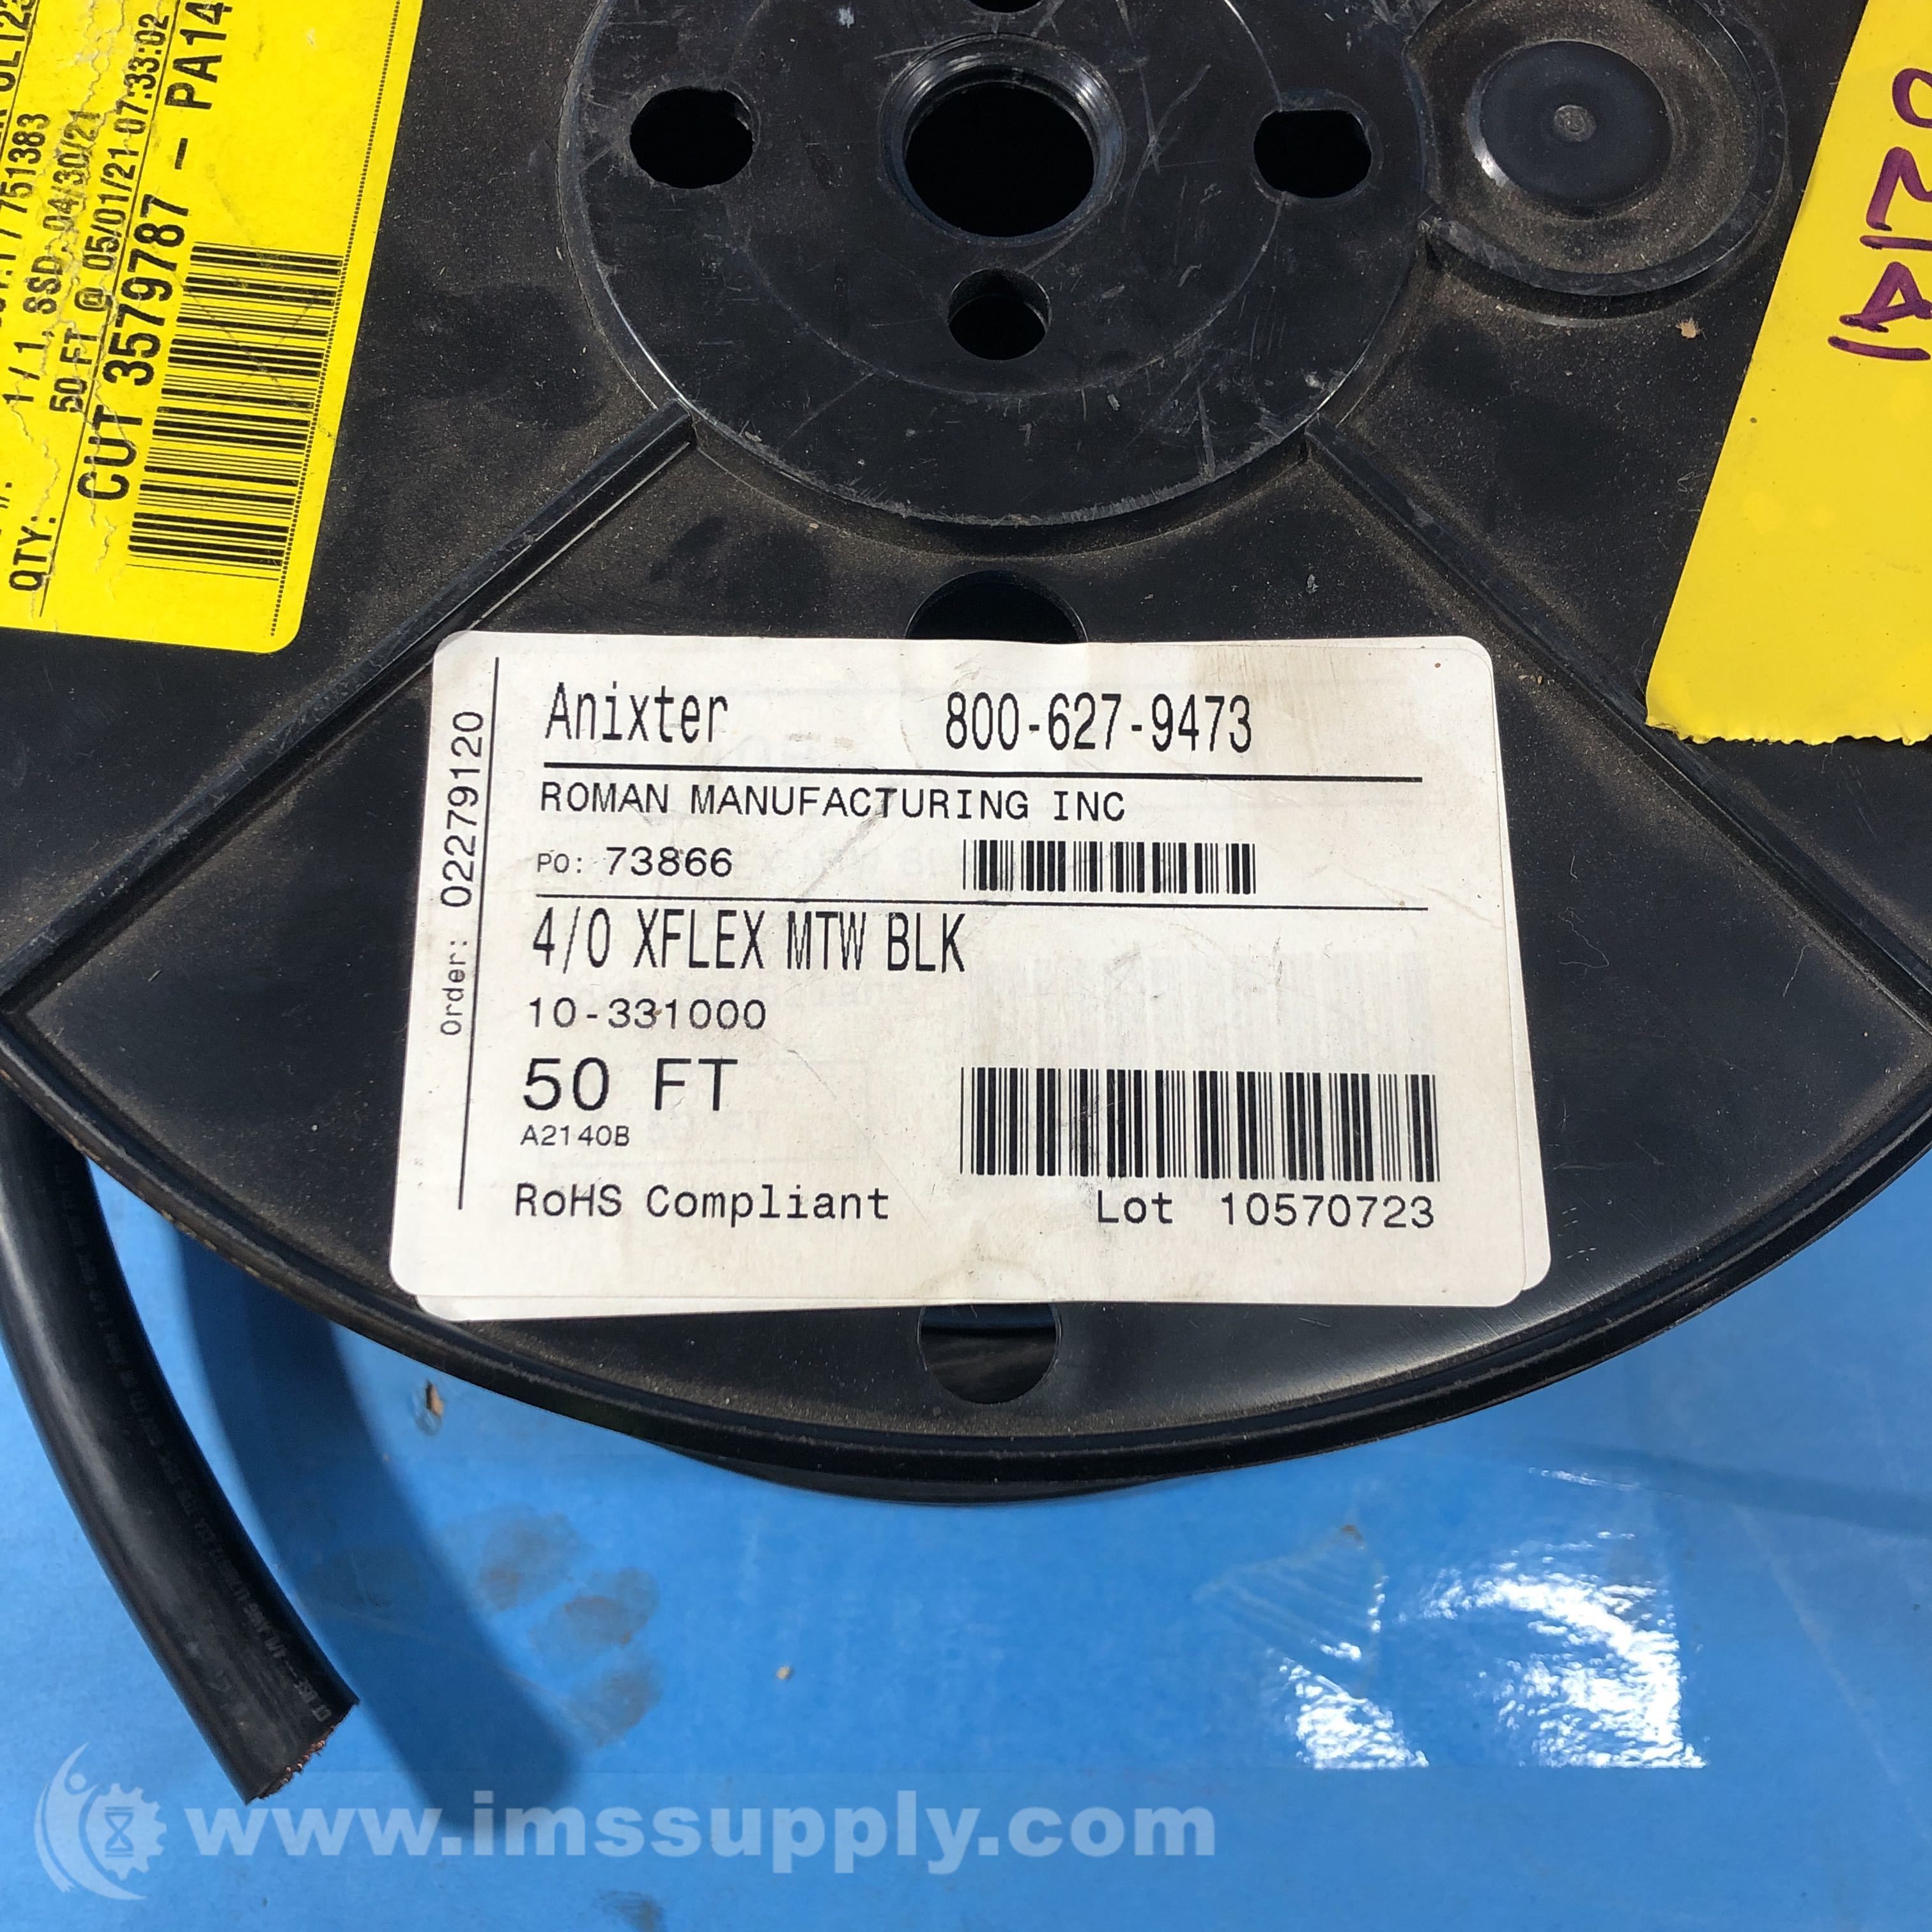 1 / 1, SSD: 04/30/21
QTY: 50 FT @ 05/01/21 07:33:02
CUT 3579787 - PA14
Anixter 800-627-9473
ROMAN MANUFACTURING INC
PO: 73866
4/0 XFLEX MTW BLK
10-331000
50 FT
A2140B
RoHS Compliant Lot 10570723
Order: 02279120
www.imssupply.com